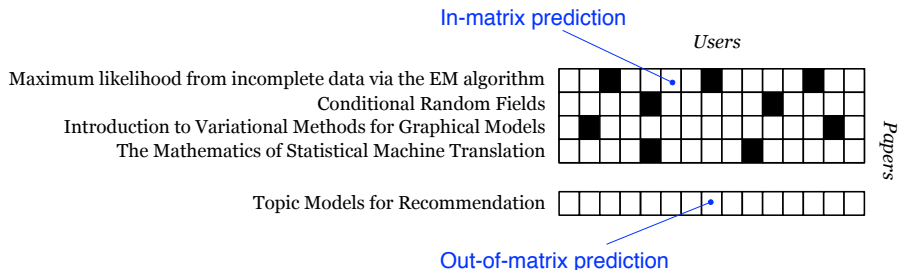 In-matrix prediction
Users
Maximum likelihood from incomplete data via the EM algorithm
Conditional Random Fields
Introduction to Variational Methods for Graphical Models
The Mathematics of Statistical Machine Translation
Papers
Topic Models for Recommendation
Out-of-matrix prediction